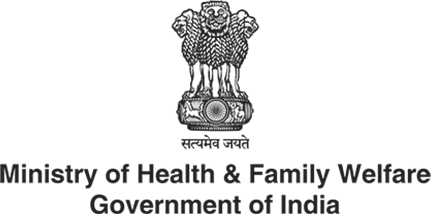 सत्यमेव जयते
Ministry of Health & Family Welfare
Government of India